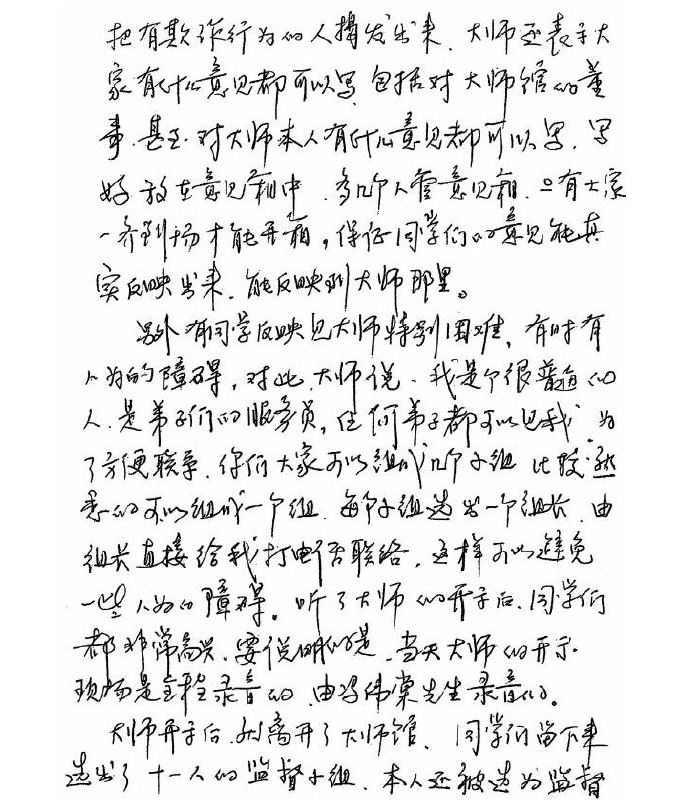 把有欺诈行为的人揭发出来，大师还表示大
家有什么意见都可以写，包括对大师馆的董
事，甚至对大师本人有什么意见都可以写，写
好放在意见箱中，多几个人管意见箱，只有大家
一齐到场才能开箱，保证同学们的意见能真
实反映出来，能反映到大师那里。
另外有同学反映见大师特别困难，有时有
人为的障碍，对此，大师说，我是个很普通的
人，是弟子们的服务员，任何弟子都可以见我，为
了方便联系，你们大家可以组成几个小组，比较熟
悉的可以组成一个组，每个小组选出一个组长，由
组长直接给我打电话联络，这样可以避免
一些人为的障碍。听了大师的开示后，同学们
都非常高兴，要说明的是，当天大师的开示
现场是全程录音的，由冯伟棠先生录音的。
大师开示后，就离开了大师馆，同学们留下来
选出了十一人的监督小组，本人还被选为监督